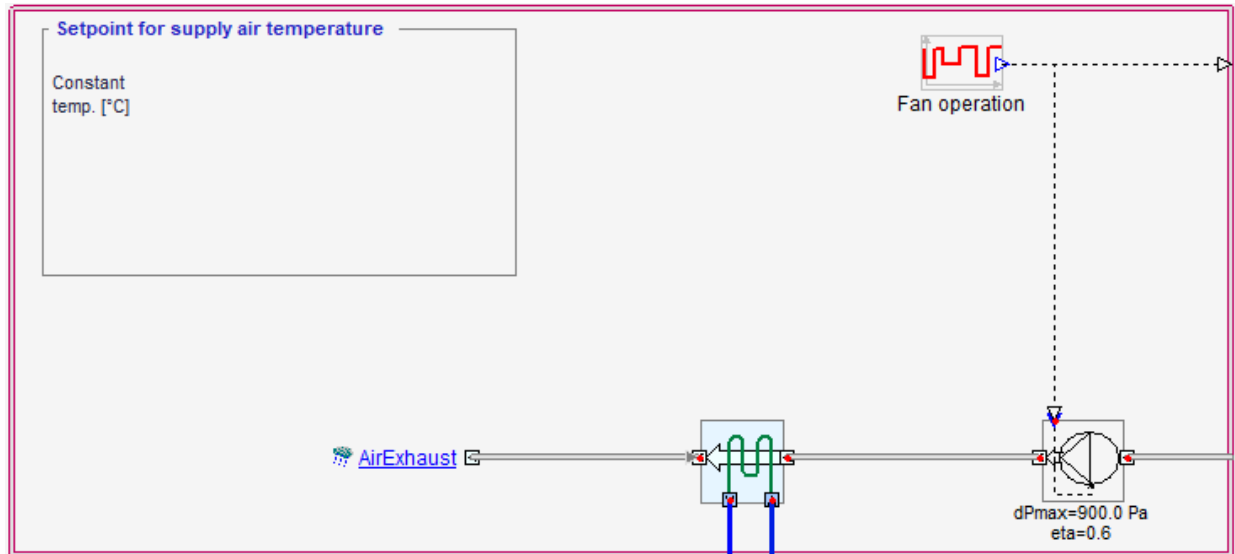 Setpoint for supply air temperature
Constant
temp. [°C]
Fan operation
AirExhaust
dPmax=900.0 Pa
eta=0.6